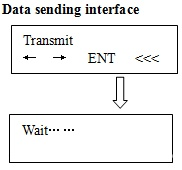 Data sending interface
Transmit
← → ENT <<<
Wait… …